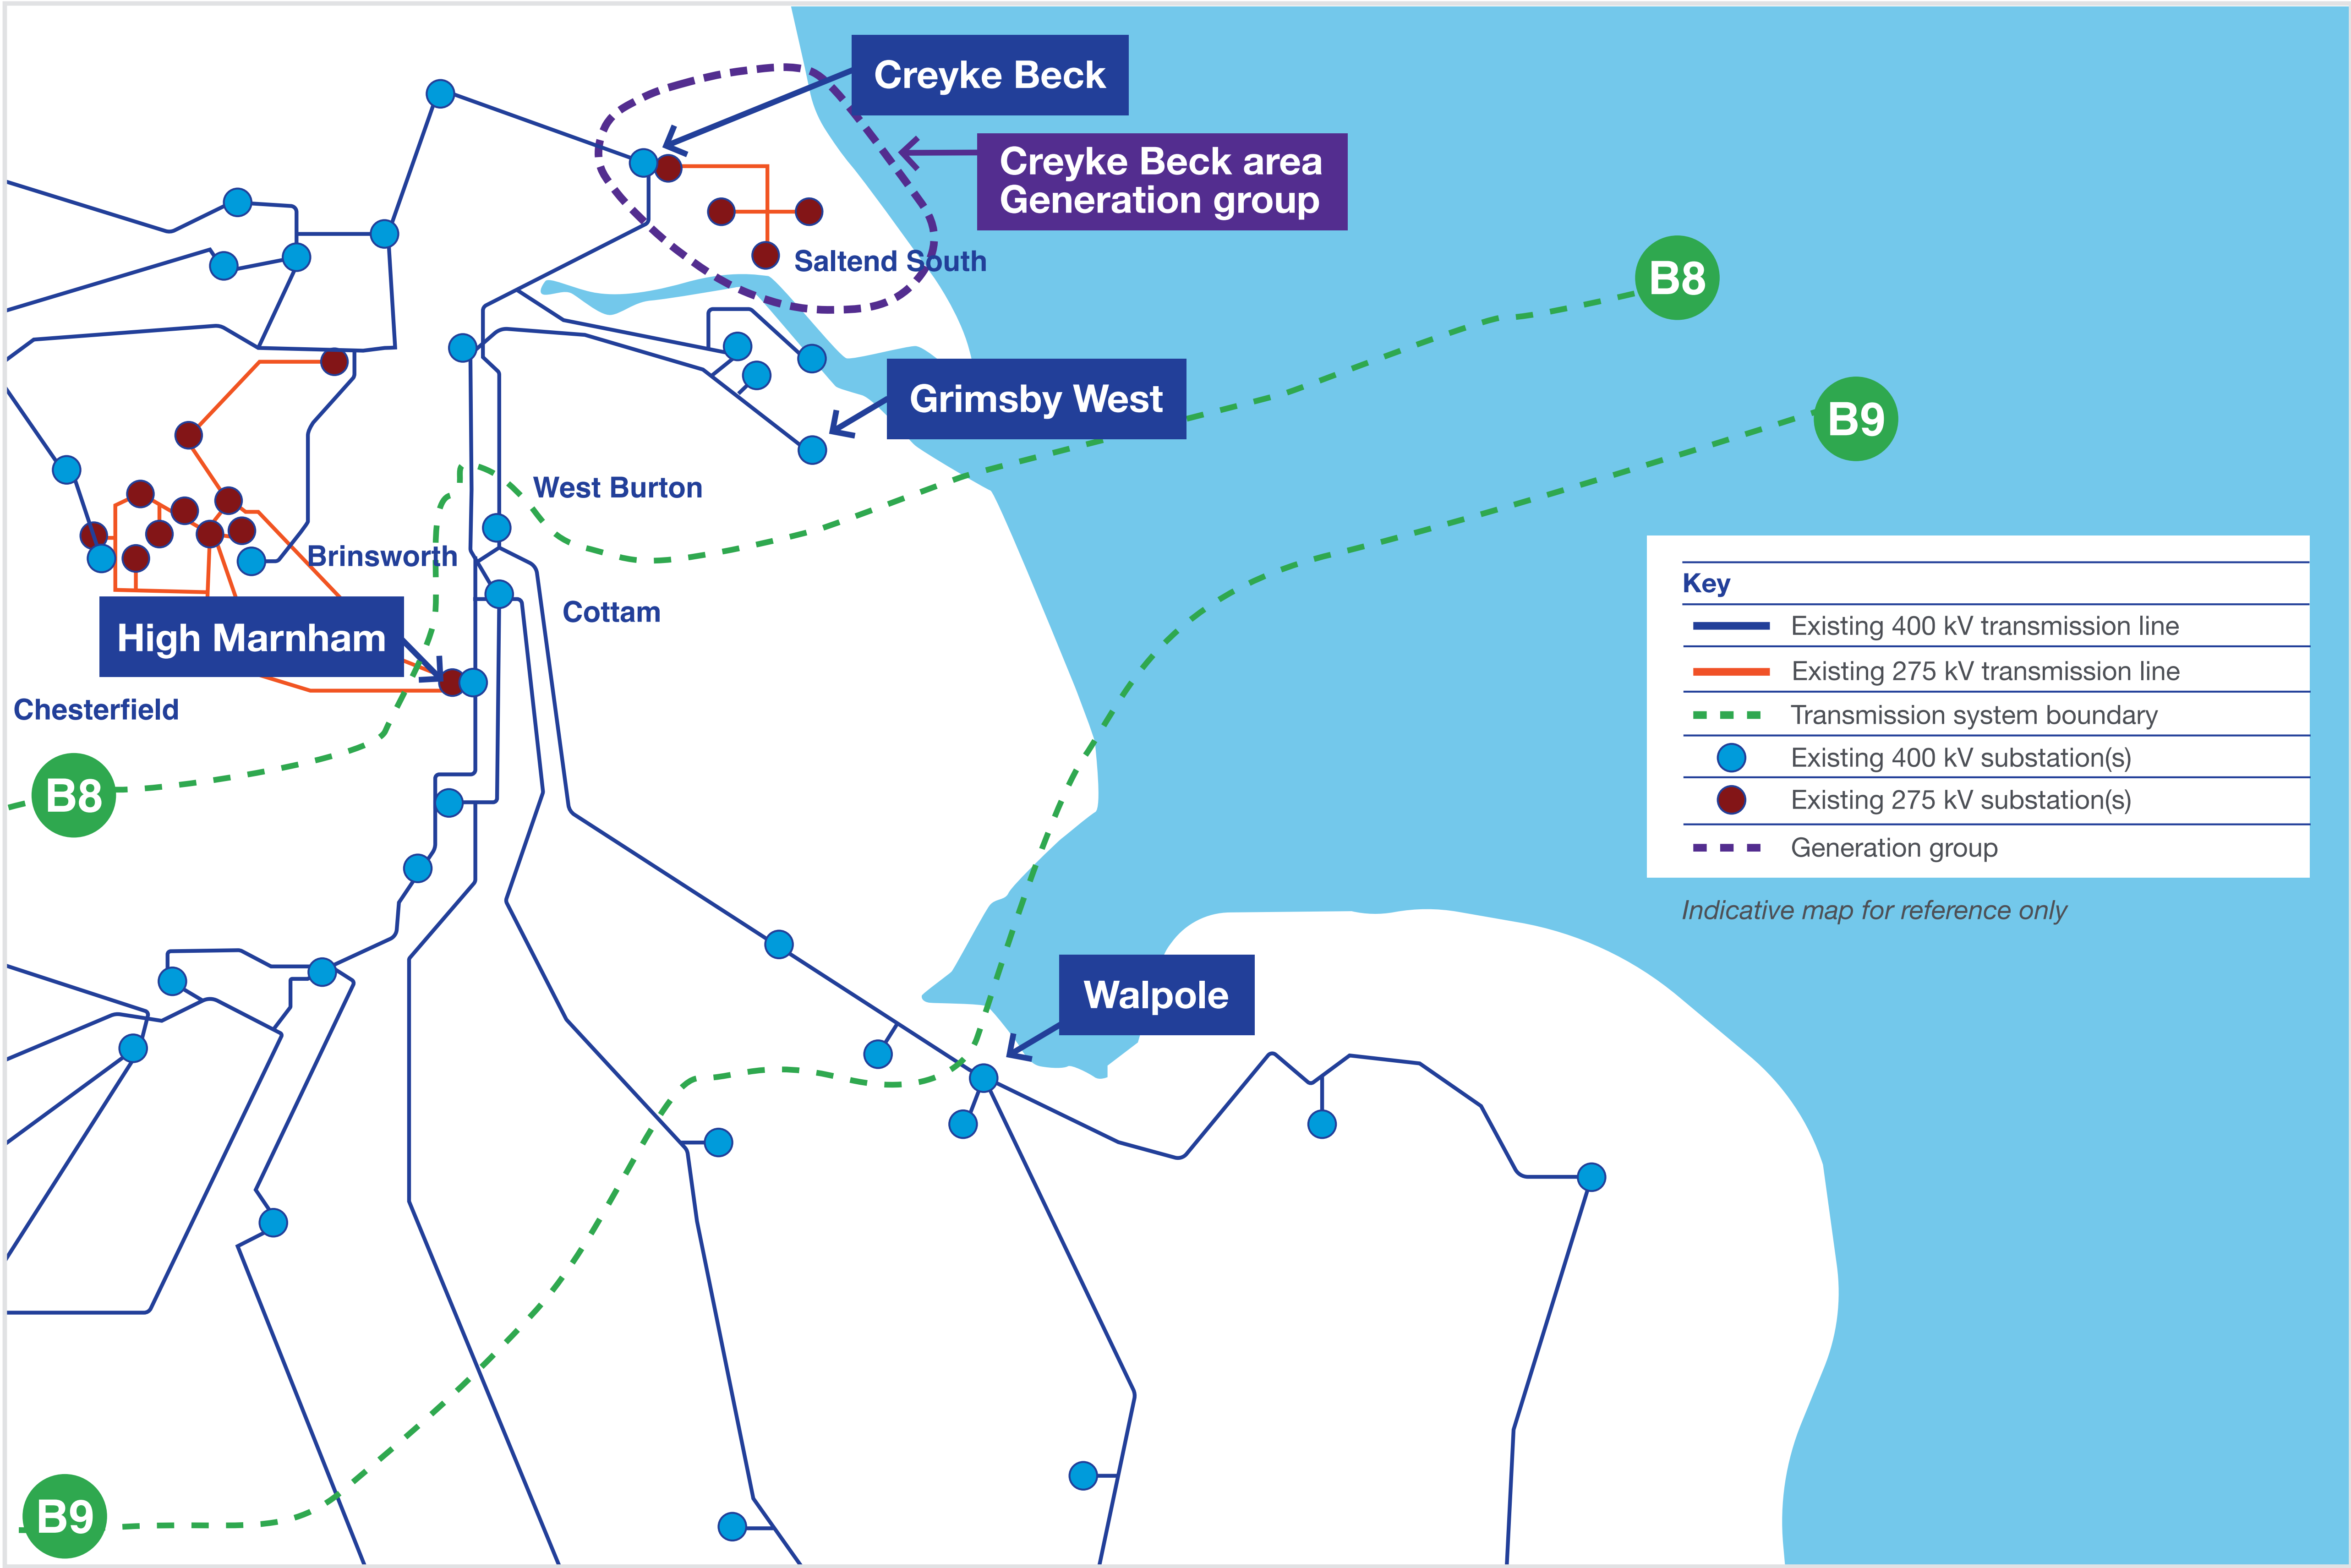 Creyke Beck
Creyke Beck area
Generation group
Saltend South
B8
Grimsby West
B9
West Burton
Brinsworth
Cottam
High Marnham
Chesterfield
B8
Key
Existing 400 kV transmission line
Existing 275 kV transmission line
Transmission system boundary
Existing 400 kV substation(s)
Existing 275 kV substation(s)
Generation group
Indicative map for reference only
Walpole
B9